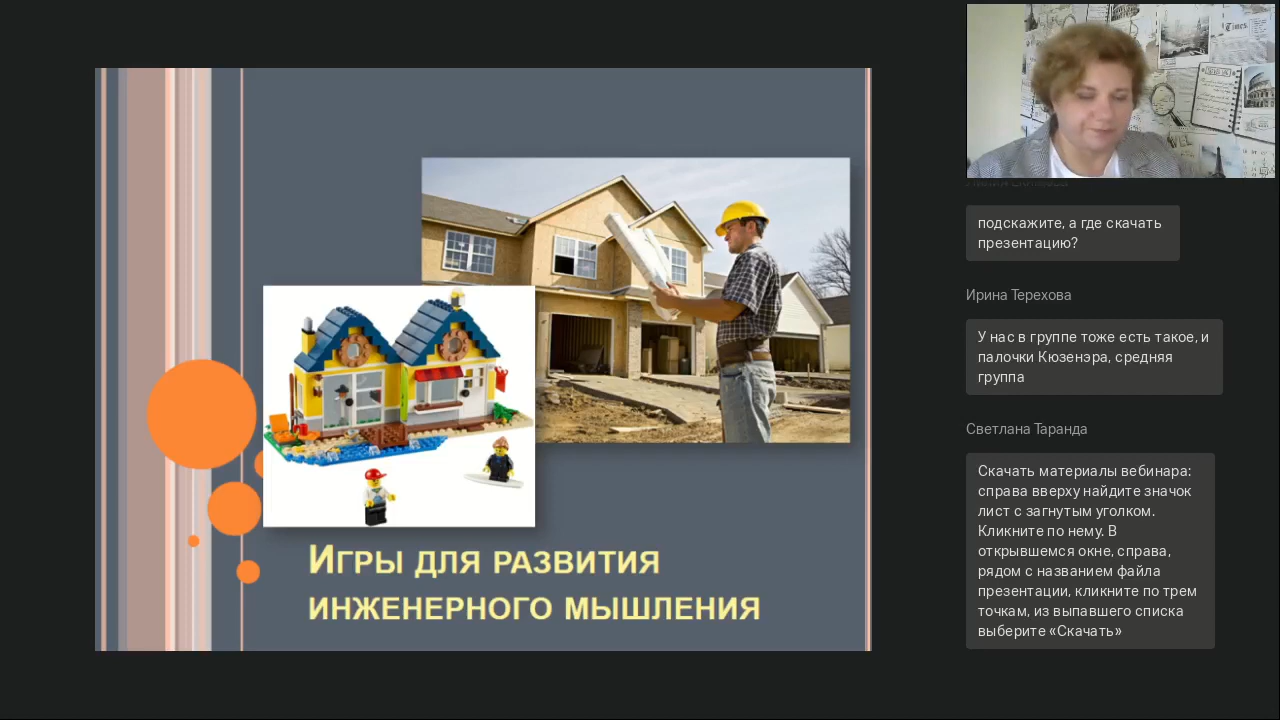 Игры для развития
инженерного мышления
подскажите, а где скачать
презентацию?
Ирина Терехова
У нас в группе тоже есть такое, и
палочки Кюзенэра, средняя
группа
Светлана Таранда
Скачать материалы вебинара:
справа вверху найдите значок
лист с загнутым уголком.
Кликните по нему. В
открывшемся окне, справа,
рядом с названием файла
презентации, кликните по трем
точкам, из выпавшего списка
выберите «Скачать»